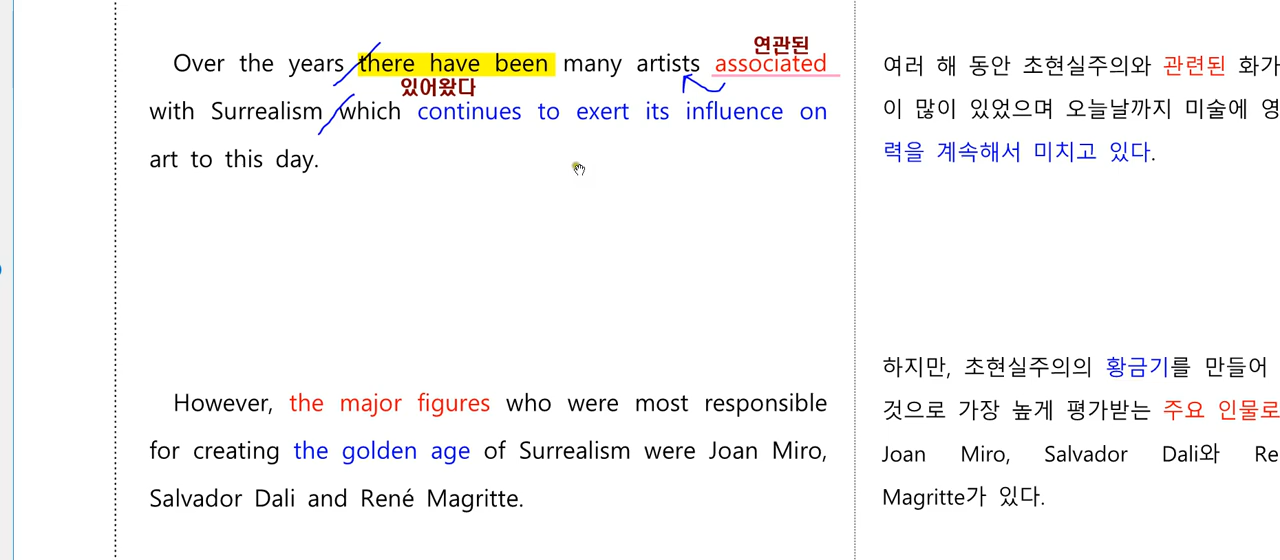 연관된
Over the years there have been many artists associated
있어왔다
with Surrealism which continues to exert its influence on
art to this day.
However, the major figures who were most responsible
for creating the golden age of Surrealism were Joan Miro,
Salvador Dali and René Magritte.
여러 해 동안 초현실주의와 관련된 화가
이 많이 있었으며 오늘날까지 미술에 영
력을 계속해서 미치고 있다.
하지만, 초현실주의의 황금기를 만들어
것으로 가장 높게 평가받는 주요 인물로
Joan Miro, Salvador Dali와 Re
Magritte가 있다.